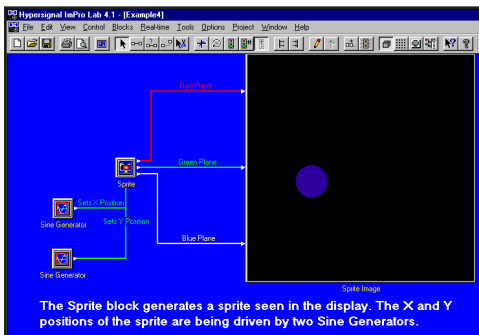 Hypersignal ImPro Lab 4.1 - [Example4]
File Edit View Control Blocks Real-time Tools Options Project Window Help
Red Plane
Green Plane
Sprite
Sets X Position
Sets Y Position
Sine Generator
Blue Plane
Sine Generator
Sprite Image
The Sprite block generates a sprite seen in the display. The X and Y
positions of the sprite are being driven by two Sine Generators.